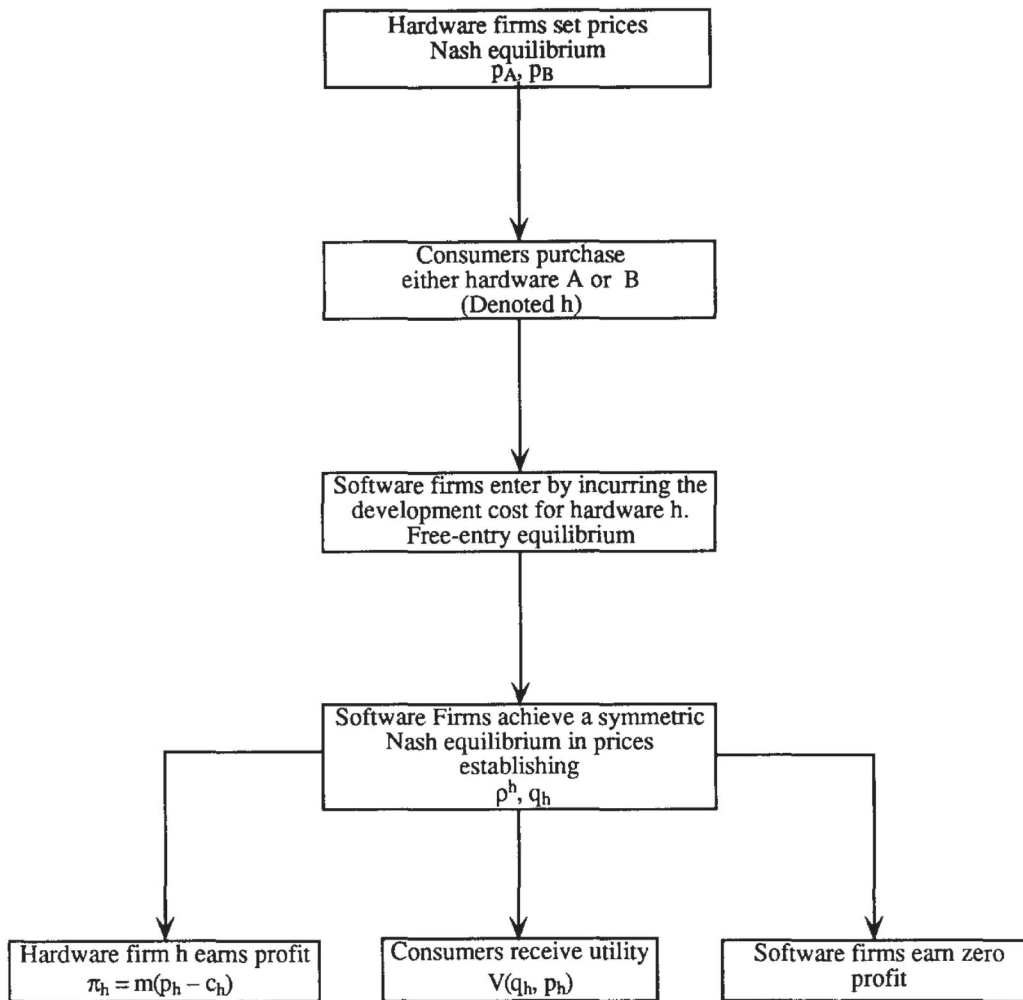 Hardware firms set prices
Nash equilibrium
pA, pB
Consumers purchase
either hardware A or B
(Denoted h)
Software firms enter by incurring the
development cost for hardware h.
Free-entry equilibrium
Software Firms achieve a symmetric
Nash equilibrium in prices
establishing
ρʰ, qₕ
Hardware firm h earns profit
πₕ = m(pₕ – cₕ)
Consumers receive utility
V(qₕ, pₕ)
Software firms earn zero
profit